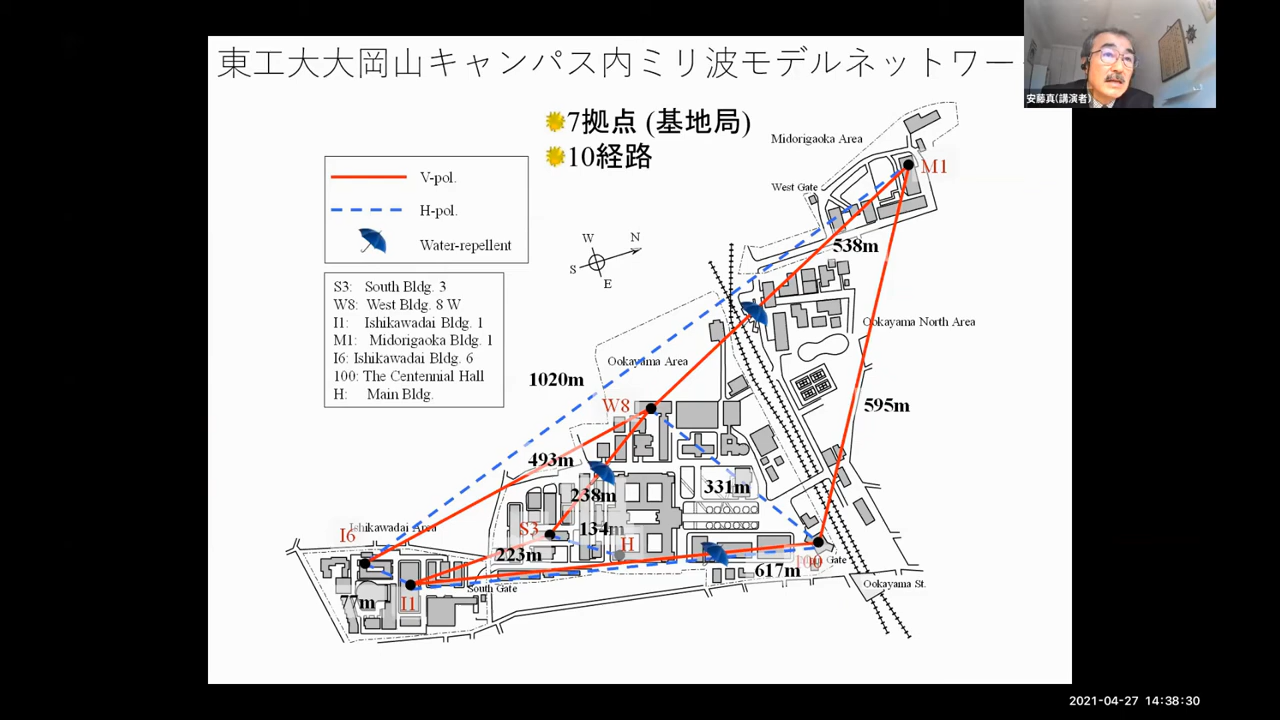 東工大大岡山キャンパス内ミリ波モデルネットワー
安藤真(講演者)
7拠点 (基地局)
10経路
V-pol.
H-pol.
Water-repellent
S3: South Bldg. 3
W8: West Bldg. 8 W
I1: Ishikawadai Bldg. 1
M1: Midorigaoka Bldg. 1
I6: Ishikawadai Bldg. 6
100: The Centennial Hall
H: Main Bldg.
W
N
S
E
Midorigaoka Area
M1
West Gate
538m
Ookayama North Area
Ookayama Area
1020m
W8
595m
493m
238m
331m
Ishikawadai Area
I6
S3
134m
H
223m
617m
100
Gate
Ookayama St.
South Gate
I1
2021-04-27 14:38:30